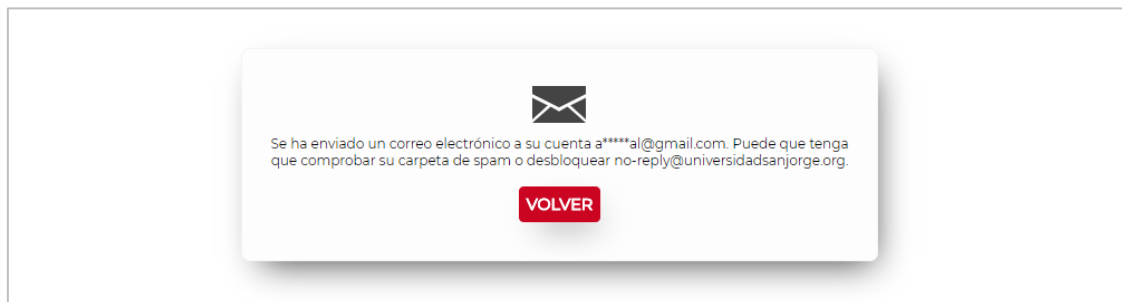 Se ha enviado un correo electrónico a su cuenta a*****al@gmail.com. Puede que tenga
que comprobar su carpeta de spam o desbloquear no-reply@universidadsanjorge.org.
VOLVER